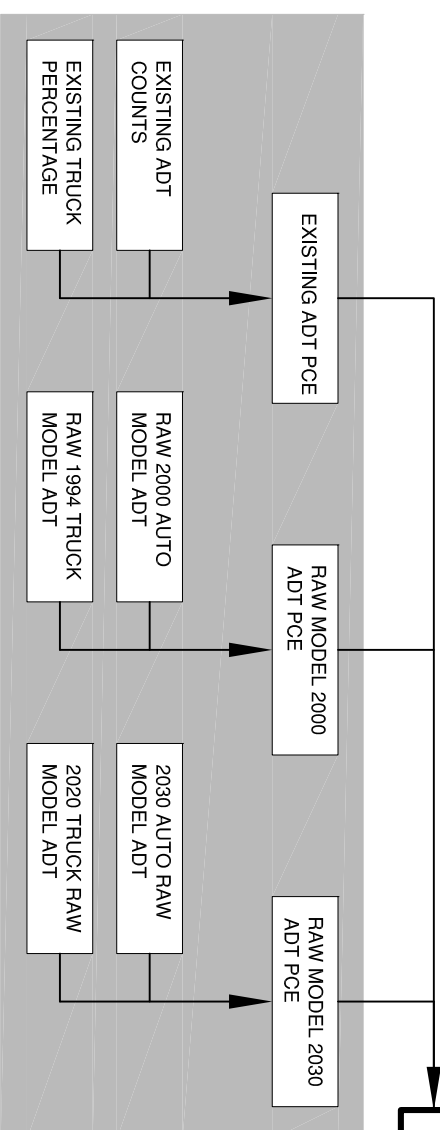 EXISTING ADT PCE
RAW MODEL 2000
ADT PCE
RAW MODEL 2030
ADT PCE
EXISTING ADT
COUNTS
RAW 2000 AUTO
MODEL ADT
2030 AUTO RAW
MODEL ADT
EXISTING TRUCK
PERCENTAGE
RAW 1994 TRUCK
MODEL ADT
2020 TRUCK RAW
MODEL ADT